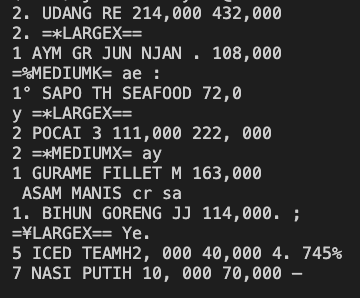 2. UDANG RE 214,000 432,000
2. =*LARGEX==
1 AYM GR JUN NJAN . 108,000
=%MEDIUMK= ae :
1° SAPO TH SEAFOOD 72,0
y =*LARGEX==
2 POCAI 3 111,000 222, 000
2 =*MEDIUMX= ay
1 GURAME FILLET M 163,000
 ASAM MANIS cr sa
1. BIHUN GORENG JJ 114,000. ;
=¥LARGEX== Ye.
5 ICED TEAMH2, 000 40,000 4. 745%
7 NASI PUTIH 10, 000 70,000 —